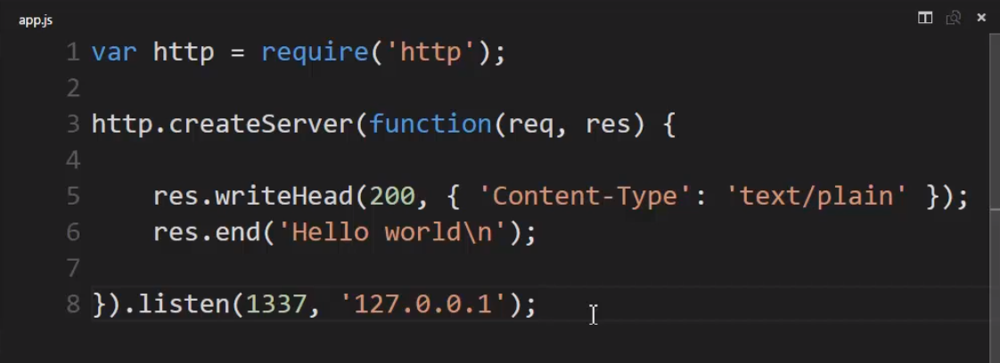 app.js
1 var http = require('http');
2
3 http.createServer(function(req, res) {
4
5     res.writeHead(200, { 'Content-Type': 'text/plain' });
6     res.end('Hello world\n');
7
8 }).listen(1337, '127.0.0.1');